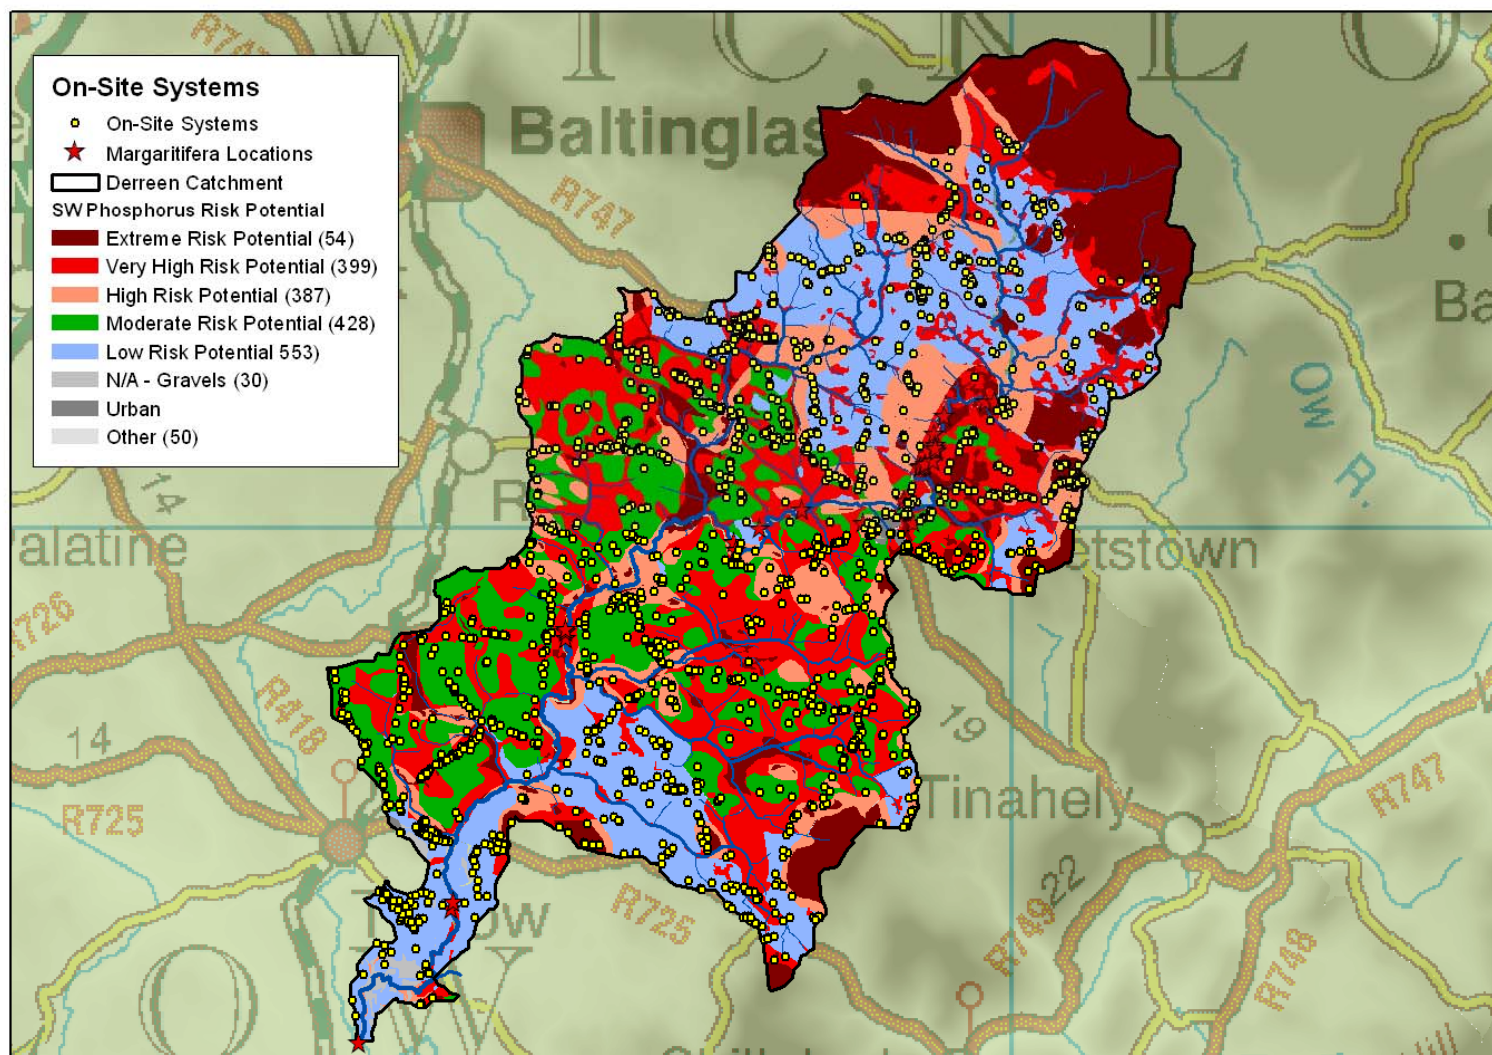 On-Site Systems
On-Site Systems
Margaritifera Locations
Derreen Catchment
SW Phosphorus Risk Potential
Extreme Risk Potential (54)
Very High Risk Potential (399)
High Risk Potential (387)
Moderate Risk Potential (428)
Low Risk Potential 553)
N/A - Gravels (30)
Urban
Other (50)
Baltinglas
R747
Ba
OW
R.
14
R
alatine
etstown
R726
R418
14
R725
19
Tinahely
R747
22
R749
R748
R725
ow
O
W